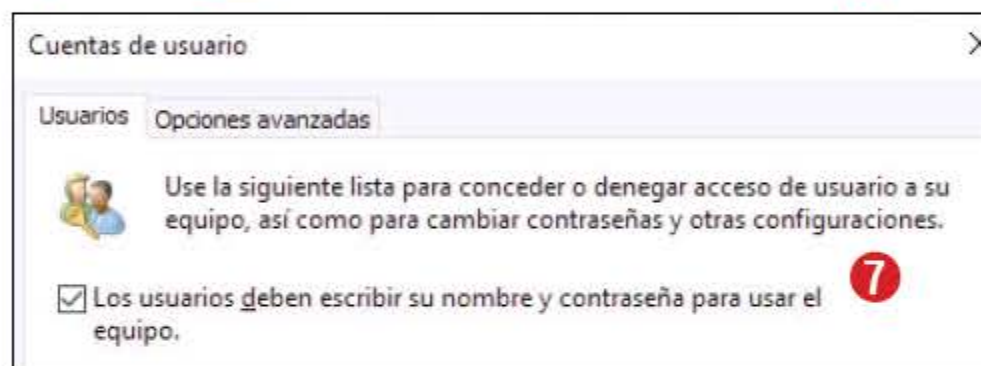 Cuentas de usuario
Usuarios
Opciones avanzadas
Use la siguiente lista para conceder o denegar acceso de usuario a su
equipo, así como para cambiar contraseñas y otras configuraciones.
7
Los usuarios deben escribir su nombre y contraseña para usar el
equipo.